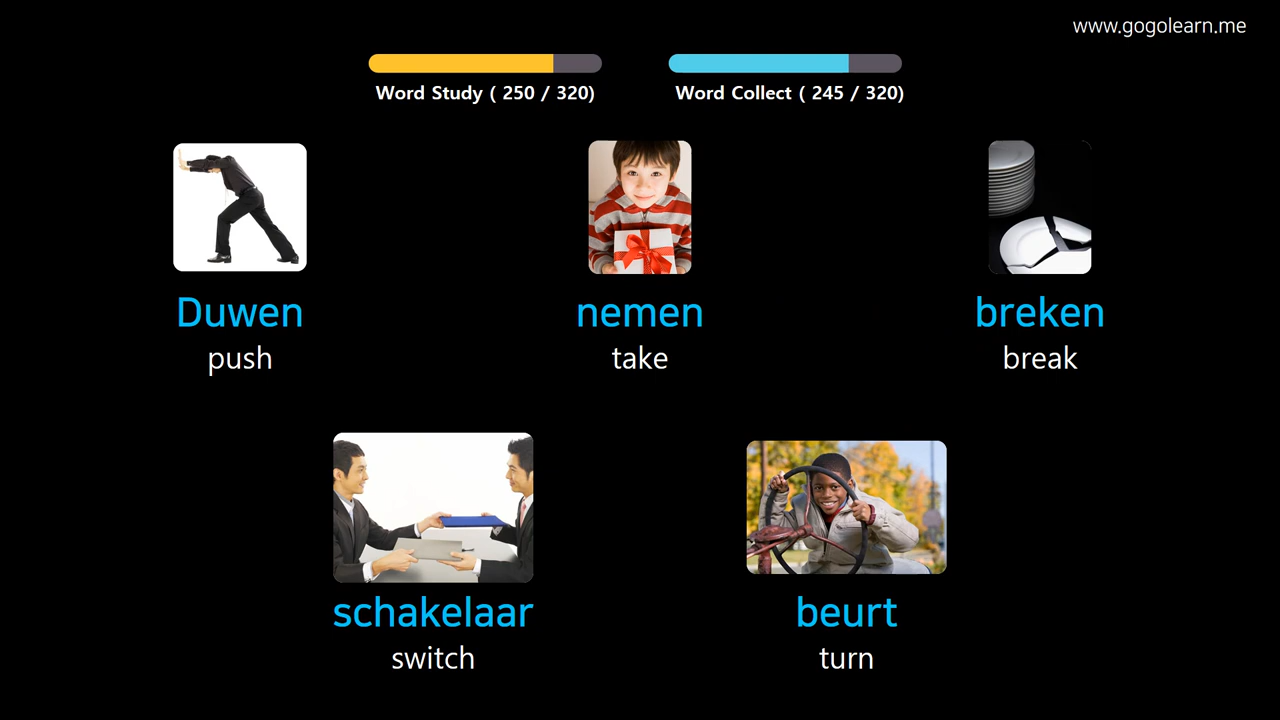 www.gogolearn.me
Word Study ( 250 / 320)
Word Collect ( 245 / 320)
Duwen
push
nemen
take
breken
break
schakelaar
switch
beurt
turn